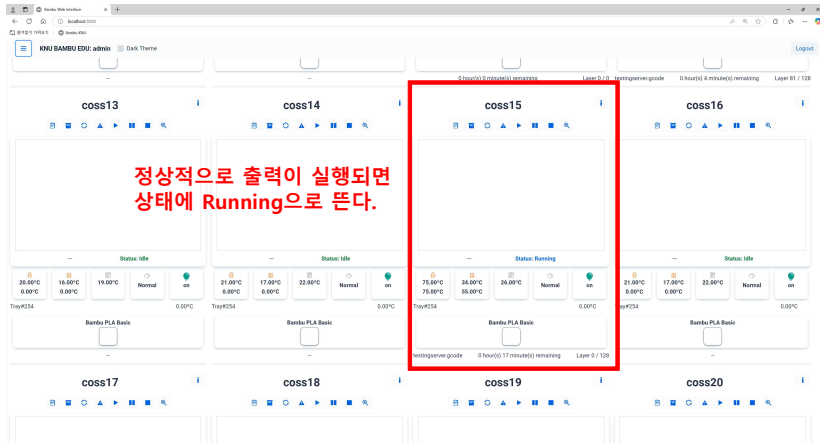 Bambu Web Interface
localhost
즐겨찾기 가져오기
Bambu KNU
KNU BAMBU EDU: admin Dark Theme Logout
-- -- 0 hour(s) 0 minute(s) remaining Layer 0 / 0 testingserver.gcode 0 hour(s) 4 minute(s) remaining Layer 81 / 128
coss13 coss14 coss15 coss16
정상적으로 출력이 실행되면
상태에 Running으로 뜬다.
-- Status: Idle -- Status: Idle -- Status: Running -- Status: Idle
20.00°C 16.00°C 19.00°C Normal on 21.00°C 17.00°C 22.00°C Normal on 75.00°C 34.00°C 26.00°C Normal on 21.00°C 17.00°C 22.00°C Normal on
0.00°C 0.00°C 0.00°C 0.00°C 75.00°C 55.00°C 0.00°C 0.00°C
Tray#254 0.00°C Tray#254 0.00°C Tray#254 0.00°C Tray#254 0.00°C
Bambu PLA Basic Bambu PLA Basic Bambu PLA Basic Bambu PLA Basic
-- -- testingserver.gcode 0 hour(s) 17 minute(s) remaining Layer 0 / 128 --
coss17 coss18 coss19 coss20